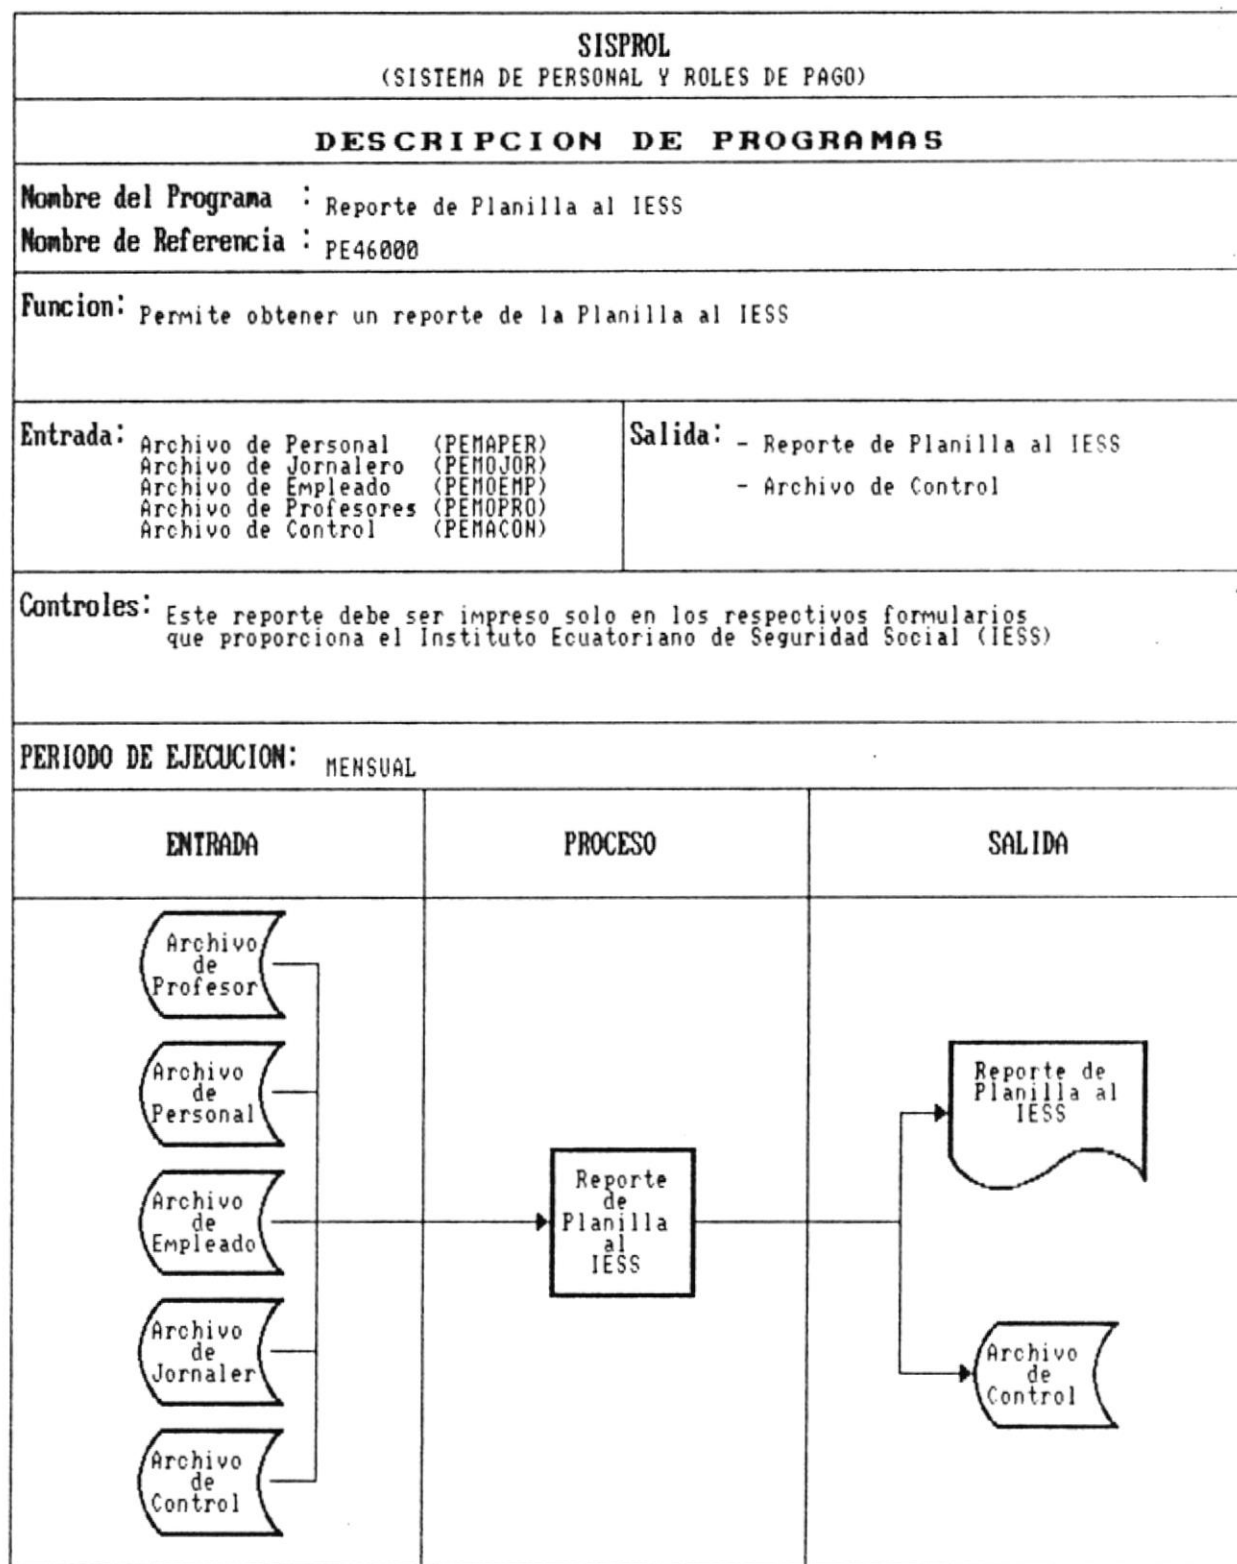 SISPROL
(SISTEMA DE PERSONAL Y ROLES DE PAGO)
DESCRIPCION DE PROGRAMAS
Nombre del Programa : Reporte de Planilla al IESS
Nombre de Referencia : PE46000
Funcion: Permite obtener un reporte de la Planilla al IESS
Entrada: Archivo de Personal (PEMAPER)
Archivo de Jornalero (PEMOJOR)
Archivo de Empleado (PEMOEMP)
Archivo de Profesores (PEMOPRO)
Archivo de Control (PEMACON)
Salida: - Reporte de Planilla al IESS
- Archivo de Control
Controles: Este reporte debe ser impreso solo en los respectivos formularios
que proporciona el Instituto Ecuatoriano de Seguridad Social (IESS)
PERIODO DE EJECUCION: MENSUAL
ENTRADA
PROCESO
SALIDA
Archivo
de
Profesor
Archivo
de
Personal
Archivo
de
Empleado
Archivo
de
Jornaler
Archivo
de
Control
Reporte
de
Planilla
al
IESS
Reporte de
Planilla al
IESS
Archivo
de
Control